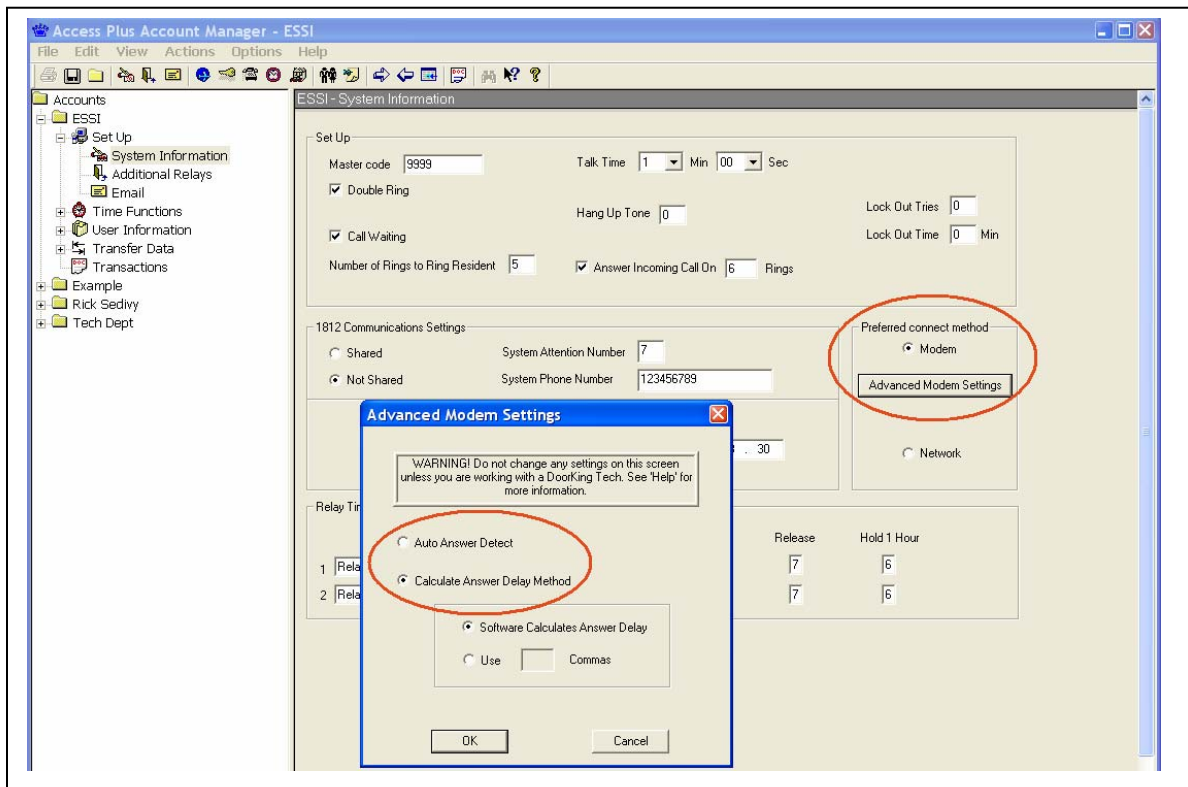 Access Plus Account Manager - ESSI
File Edit View Actions Options Help
Accounts
ESSI
Set Up
System Information
Additional Relays
Email
Time Functions
User Information
Transfer Data
Transactions
Example
Rick Sedivy
Tech Dept
ESSI - System Information
Set Up
Master code 9999
Talk Time 1 Min 00 Sec
Double Ring
Hang Up Tone 0
Lock Out Tries 0
Call Waiting
Lock Out Time 0 Min
Number of Rings to Ring Resident 5
Answer Incoming Call On 6 Rings
1812 Communications Settings
Shared
System Attention Number 7
Not Shared
System Phone Number 123456789
. 30
Preferred connect method
Modem
Advanced Modem Settings
Network
Release Hold 1 Hour
1 7 6
2 7 6
Advanced Modem Settings
WARNING! Do not change any settings on this screen
unless you are working with a DoorKing Tech. See 'Help' for
more information.
Auto Answer Detect
Calculate Answer Delay Method
Software Calculates Answer Delay
Use Commas
OK Cancel